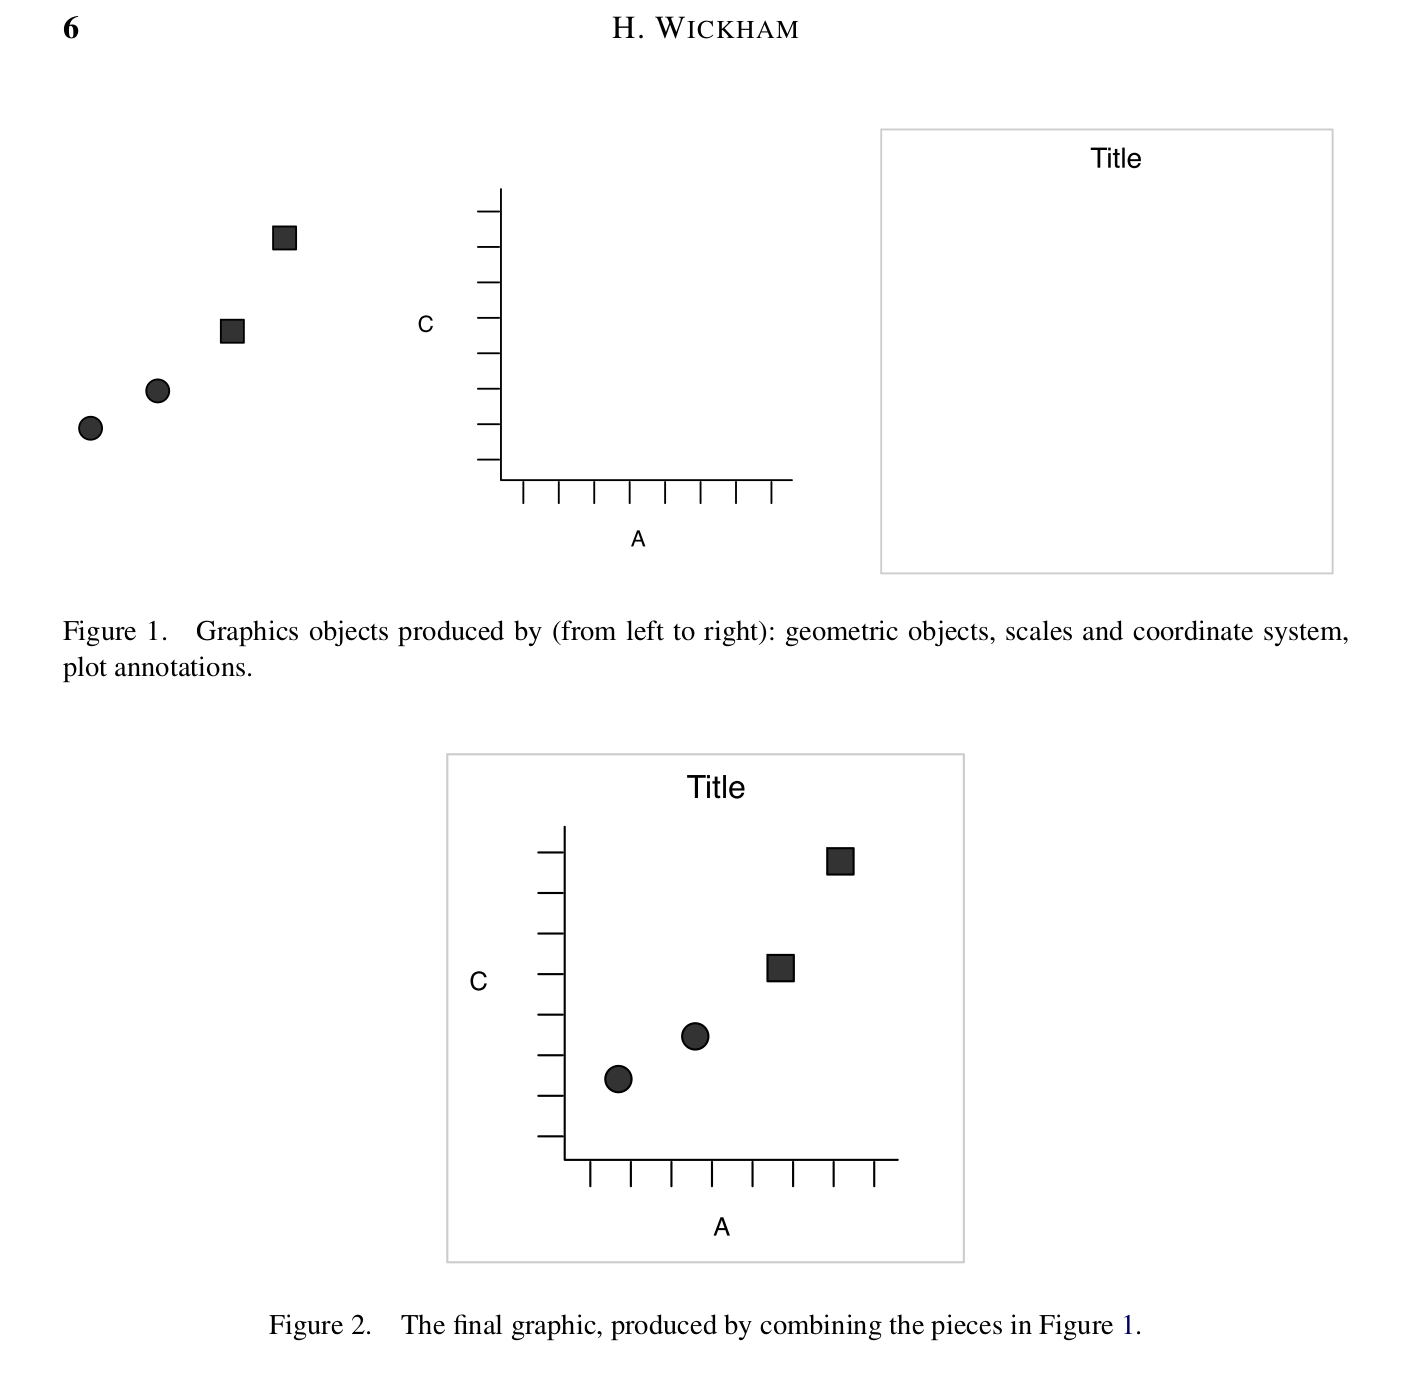 6
H. WICKHAM
Title
C
A
Figure 1. Graphics objects produced by (from left to right): geometric objects, scales and coordinate system,
plot annotations.
Title
C
A
Figure 2. The final graphic, produced by combining the pieces in Figure 1.